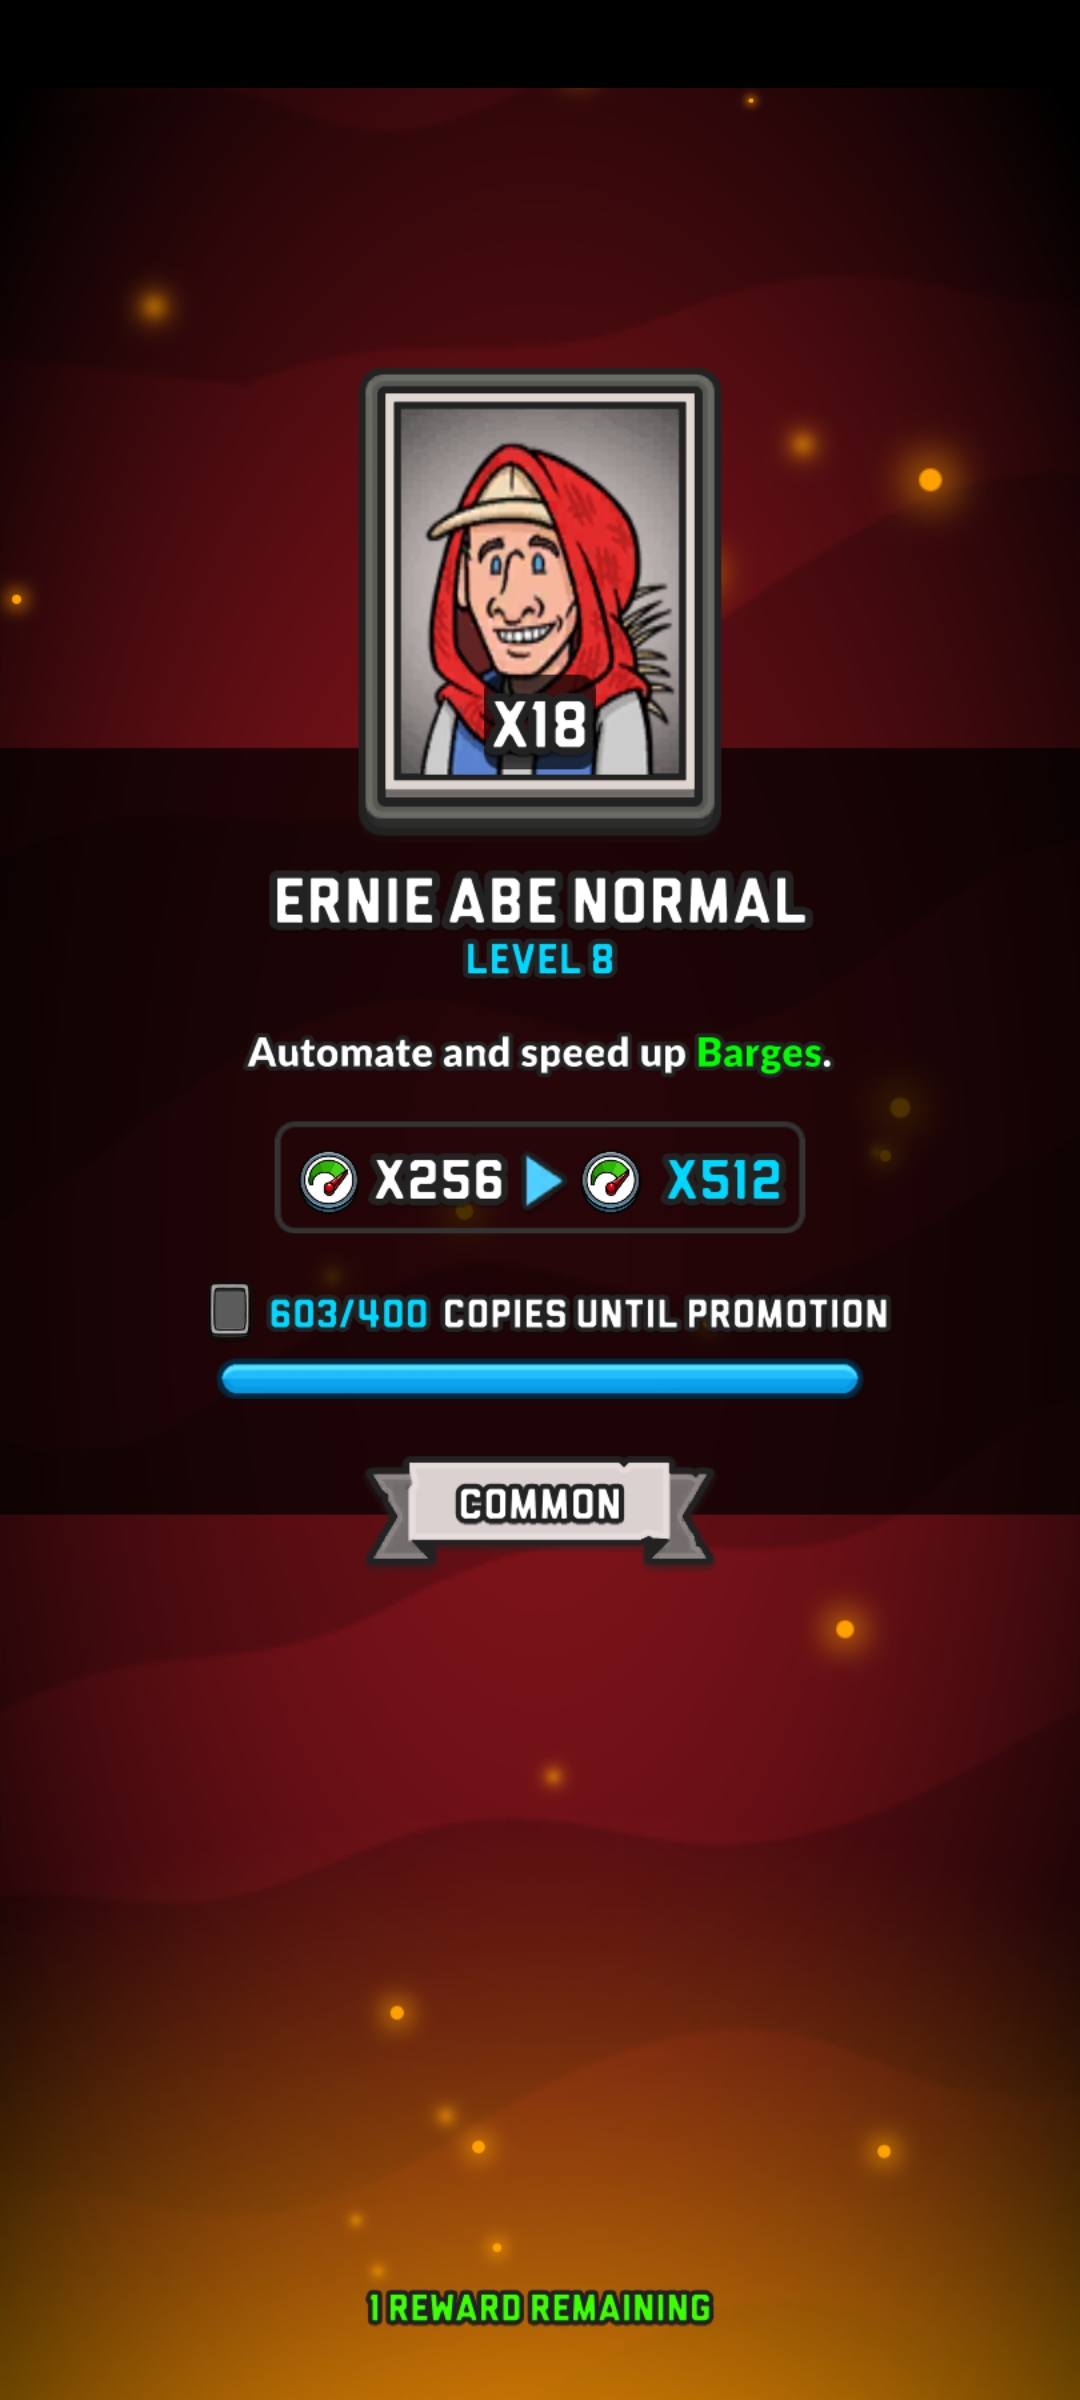 X18
ERNIE ABE NORMAL
LEVEL 8
Automate and speed up Barges.
X256 X512
603/400 COPIES UNTIL PROMOTION
COMMON
1 REWARD REMAINING